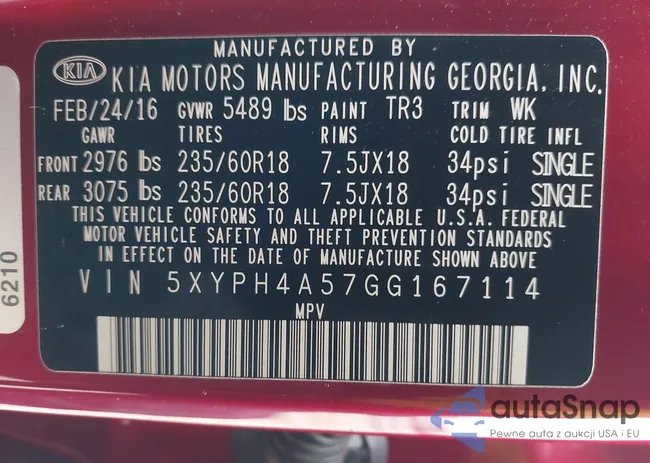 MANUFACTURED BY
KIA KIA MOTORS MANUFACTURING GEORGIA, INC.
FEB/24/16 GVWR 5489 lbs PAINT TR3 TRIM WK
GAWR TIRES RIMS COLD TIRE INFL
FRONT 2976 lbs 235/60R18 7.5JX18 34psi SINGLE
REAR 3075 lbs 235/60R18 7.5JX18 34psi SINGLE
THIS VEHICLE CONFORMS TO ALL APPLICABLE U.S.A. FEDERAL
MOTOR VEHICLE SAFETY AND THEFT PREVENTION STANDARDS
IN EFFECT ON THE DATE OF MANUFACTURE SHOWN ABOVE
VIN 5XYPH4A57GG167114
MPV
6210
autaSnap
Pewne auta z aukcji USA i EU